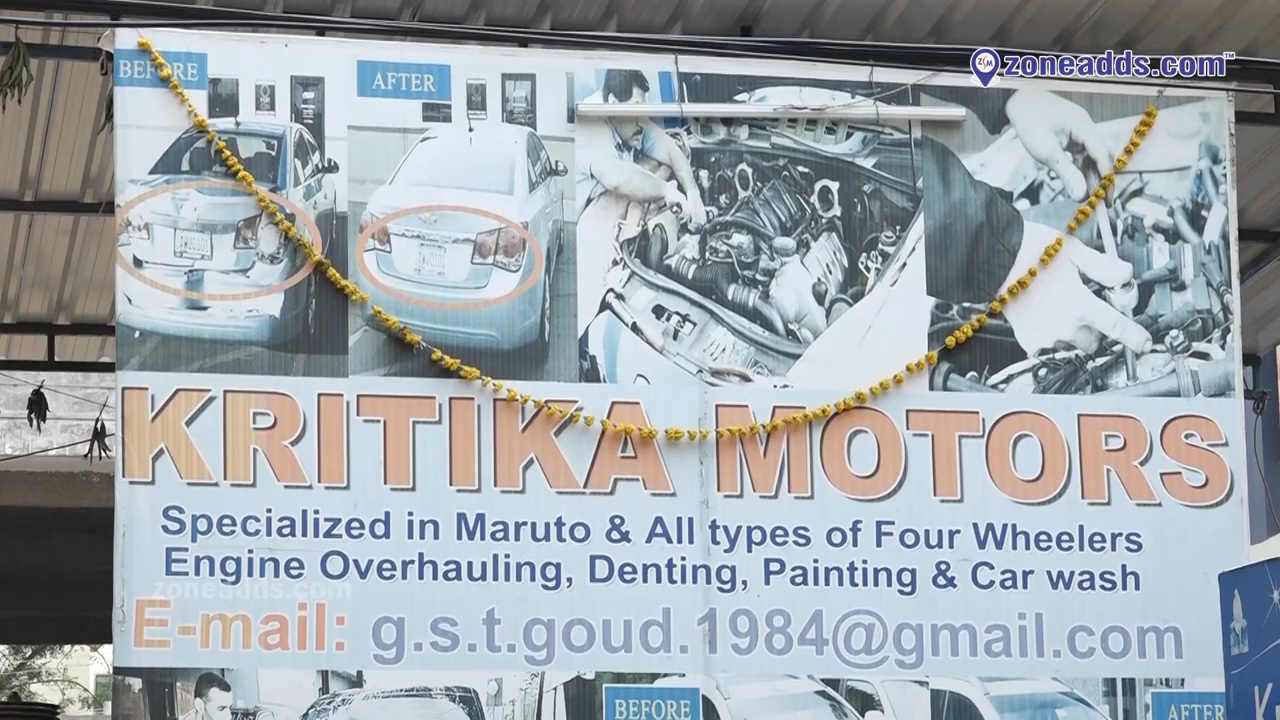 zoneadds.com™
BEFORE
AFTER
KRITIKA MOTORS
Specialized in Maruto & All types of Four Wheelers
Engine Overhauling, Denting, Painting & Car wash
zoneadds.com
E-mail: g.s.t.goud.1984@gmail.com
BEFORE
AFTER